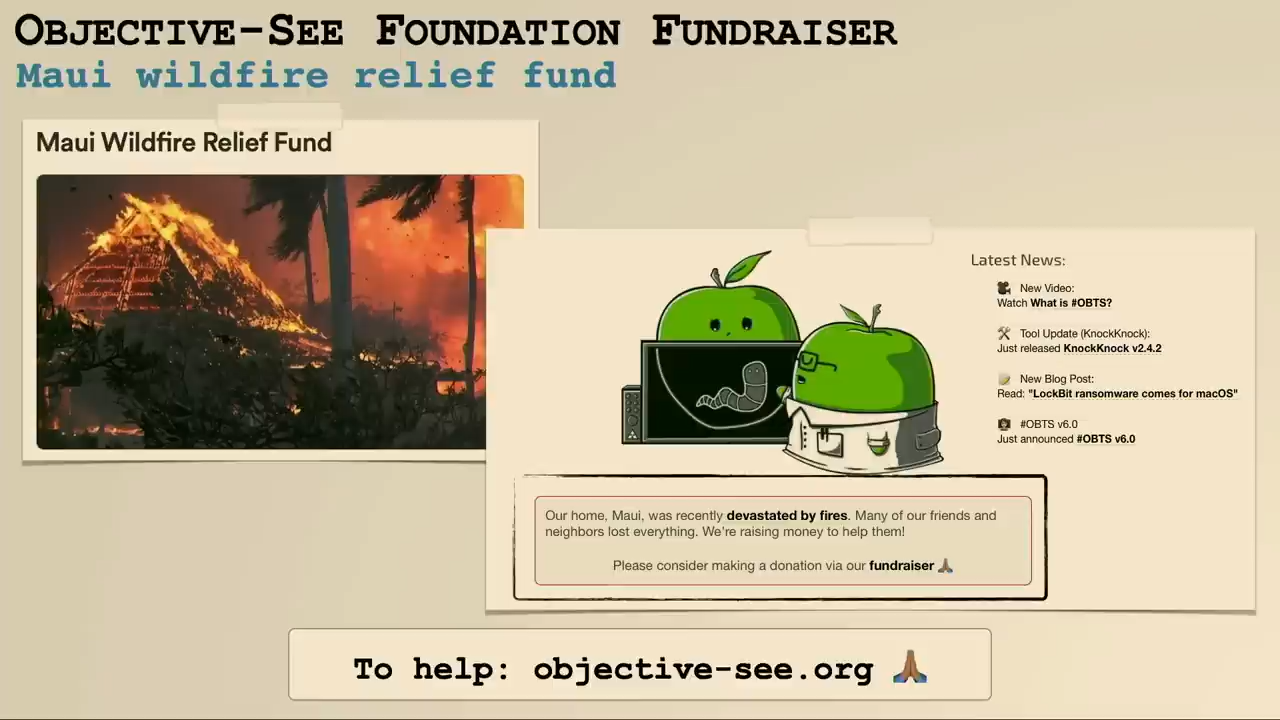 OBJECTIVE-SEE FOUNDATION FUNDRAISER
Maui wildfire relief fund
Maui Wildfire Relief Fund
Latest News:
New Video:
Watch What is #OBTS?
Tool Update (KnockKnock):
Just released KnockKnock v2.4.2
New Blog Post:
Read: "LockBit ransomware comes for macOS"
#OBTS v6.0
Just announced #OBTS v6.0
Our home, Maui, was recently devastated by fires. Many of our friends and
neighbors lost everything. We're raising money to help them!
Please consider making a donation via our fundraiser 🙏🏽
To help: objective-see.org 🙏🏽